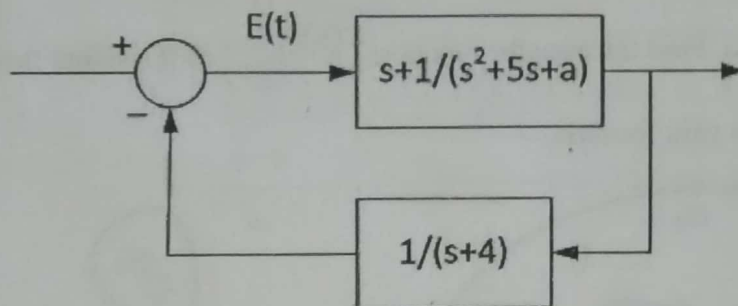 E(t)
+
s+1/(s²+5s+a)
−
1/(s+4)